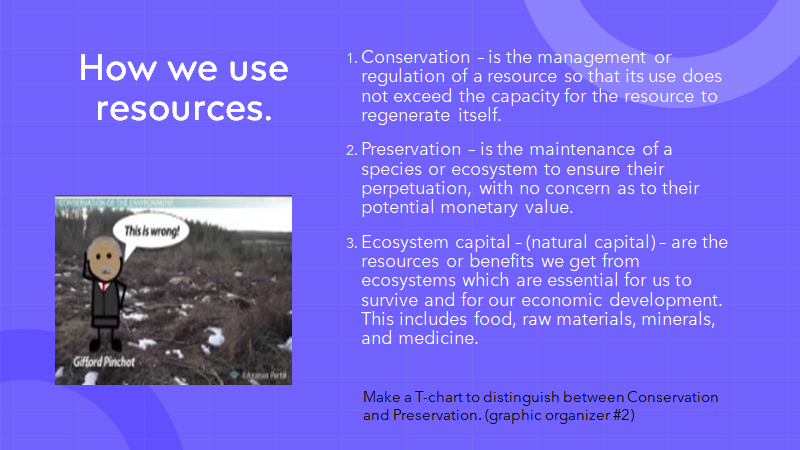 How we use
resources.
1. Conservation – is the management or
regulation of a resource so that its use does
not exceed the capacity for the resource to
regenerate itself.
2. Preservation – is the maintenance of a
species or ecosystem to ensure their
perpetuation, with no concern as to their
potential monetary value.
3. Ecosystem capital – (natural capital) – are the
resources or benefits we get from
ecosystems which are essential for us to
survive and for our economic development.
This includes food, raw materials, minerals,
and medicine.
CONSERVATION OF THE ENVIRONMENT
This is wrong!
Gifford Pinchot
Education Portal
Make a T-chart to distinguish between Conservation
and Preservation. (graphic organizer #2)